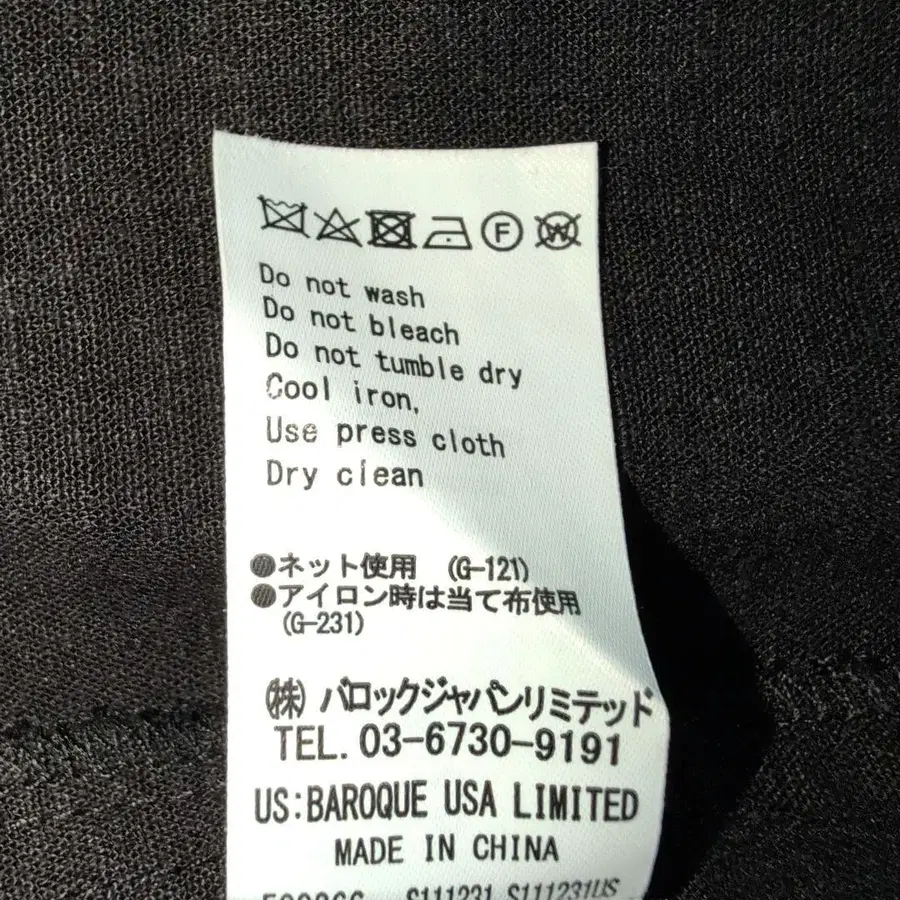 F W
Do not wash
Do not bleach
Do not tumble dry
Cool iron,
Use press cloth
Dry clean
●ネット使用 (G-121)
●アイロン時は当て布使用
(G-231)
(株) バロックジャパンリミテッド
TEL. 03-6730-9191
US:BAROQUE USA LIMITED
MADE IN CHINA
S111231 S111231US